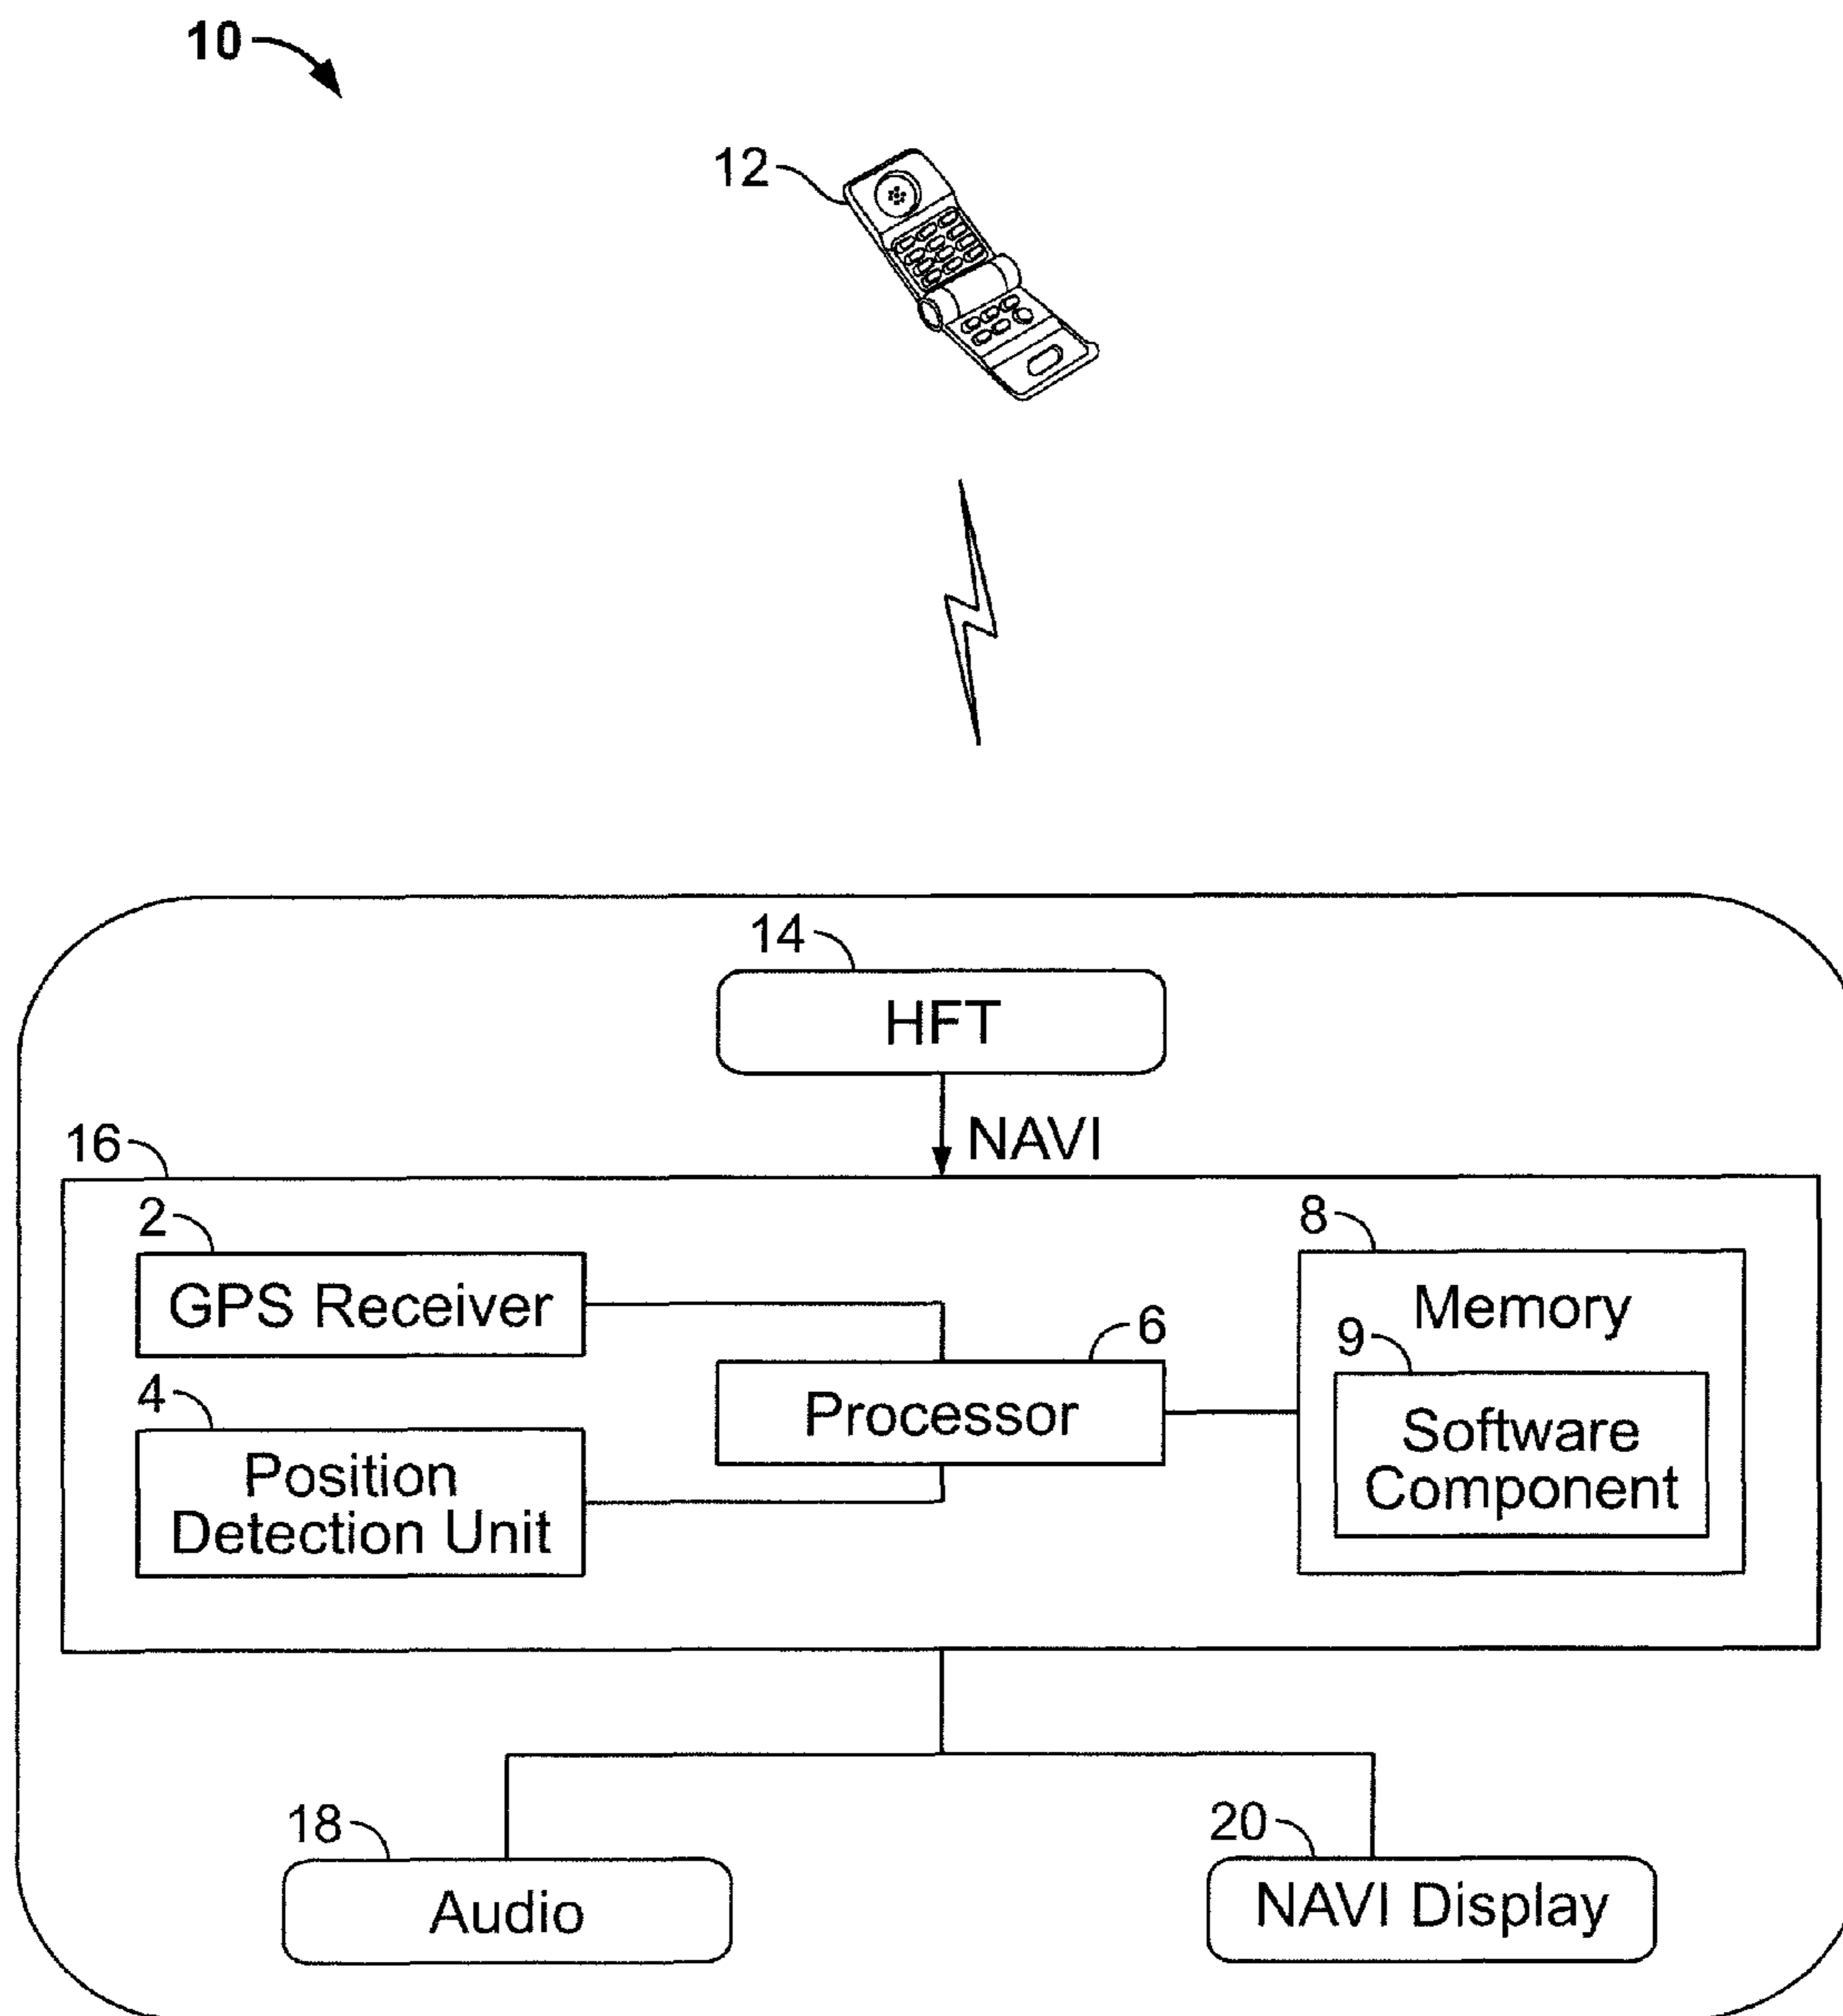 10
12
14
HFT
NAVI
16
2
GPS Receiver
4
Position
Detection Unit
6
Processor
8
Memory
9
Software
Component
18
Audio
20
NAVI Display